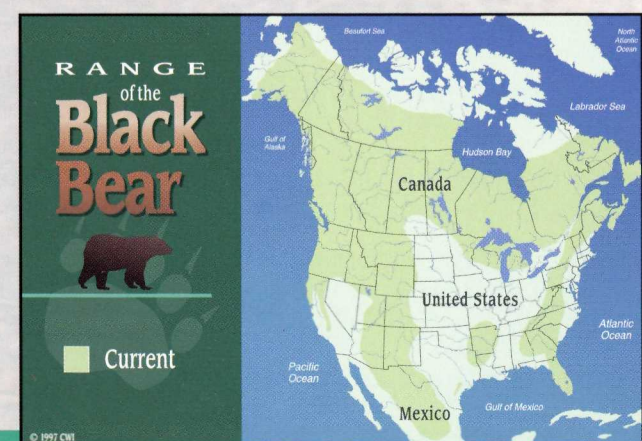 RANGE
of the
Black
Bear
Current
© 1997 CWI
Beaufort Sea
North
Atlantic
Ocean
Labrador Sea
Gulf of
Alaska
Hudson Bay
Canada
United States
Atlantic
Ocean
Pacific
Ocean
Gulf of Mexico
Mexico